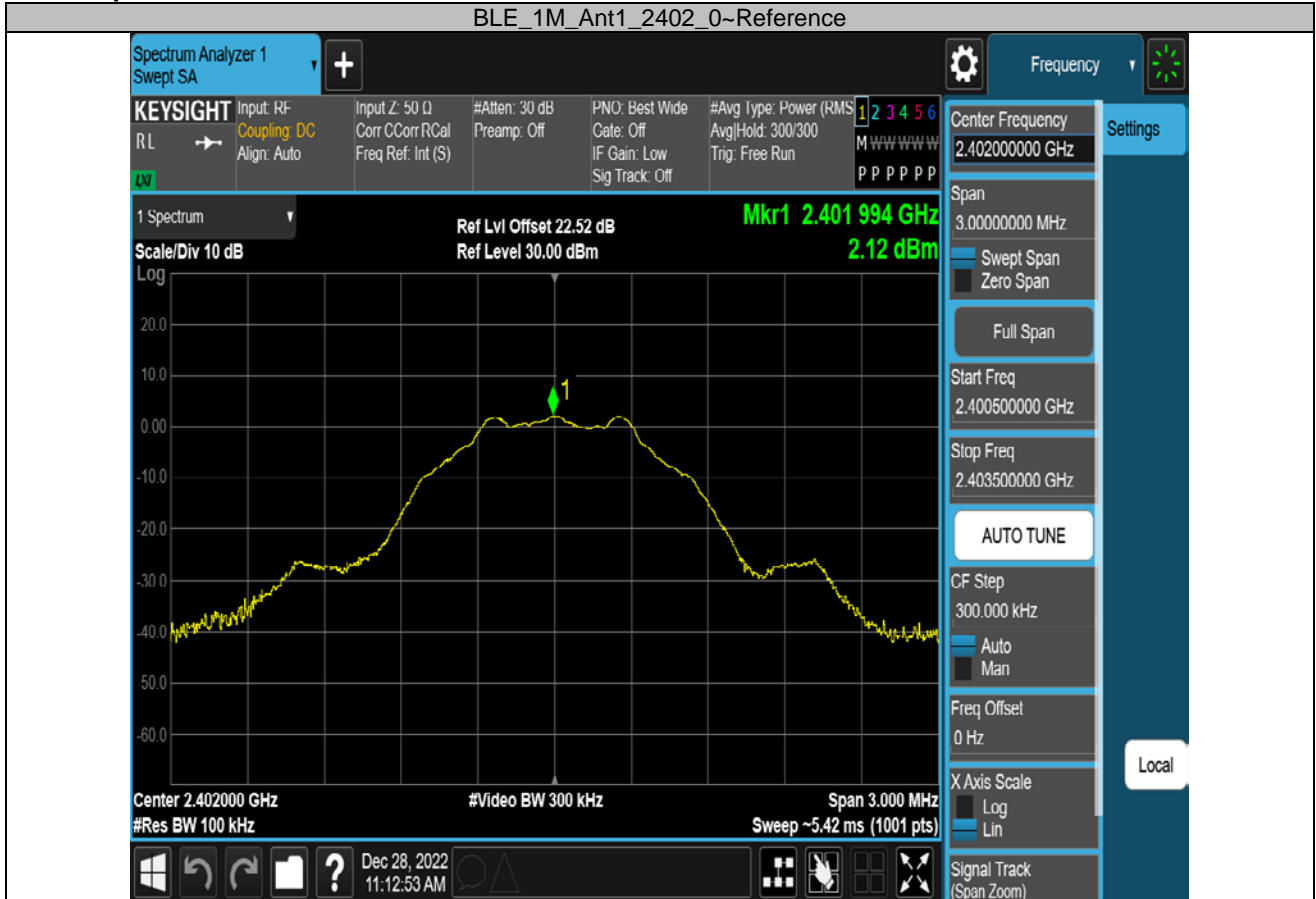 BLE_1M_Ant1_2402_0~Reference
Spectrum Analyzer 1
Swept SA
+
Frequency
KEYSIGHT
RL
LXI
Input: RF
Coupling: DC
Align: Auto
Input Z: 50 Ω
Corr CCorr RCal
Freq Ref: Int (S)
#Atten: 30 dB
Preamp: Off
PNO: Best Wide
Gate: Off
IF Gain: Low
Sig Track: Off
#Avg Type: Power (RMS
Avg|Hold: 300/300
Trig: Free Run
1 2 3 4 5 6
M W W W W W
P P P P P P
1 Spectrum
Scale/Div 10 dB
Ref Lvl Offset 22.52 dB
Ref Level 30.00 dBm
Mkr1 2.401 994 GHz
2.12 dBm
Log
20.0
10.0
0.00
-10.0
-20.0
-30.0
-40.0
-50.0
-60.0
1
Center 2.402000 GHz
#Res BW 100 kHz
#Video BW 300 kHz
Span 3.000 MHz
Sweep ~5.42 ms (1001 pts)
?
Dec 28, 2022
11:12:53 AM
Center Frequency
2.402000000 GHz
Span
3.00000000 MHz
Swept Span
Zero Span
Full Span
Start Freq
2.400500000 GHz
Stop Freq
2.403500000 GHz
AUTO TUNE
CF Step
300.000 kHz
Auto
Man
Freq Offset
0 Hz
X Axis Scale
Log
Lin
Signal Track
(Span Zoom)
Settings
Local